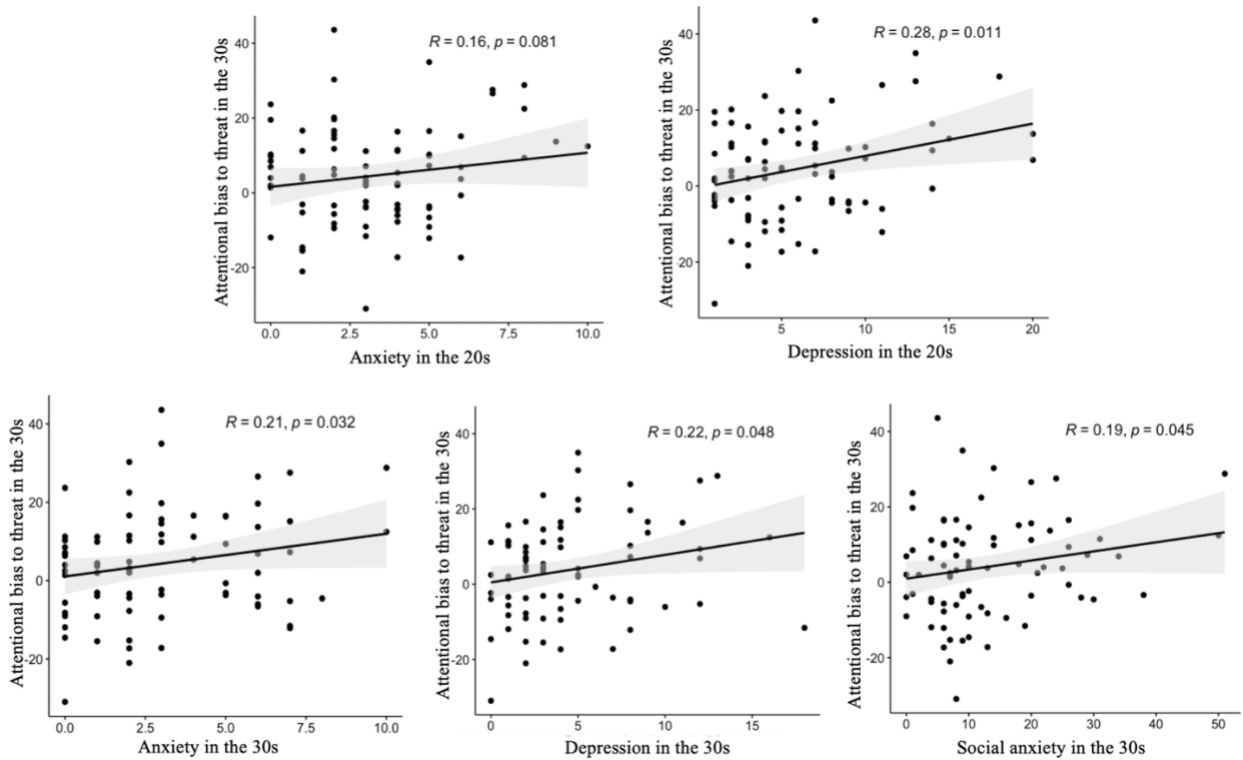 Attentional bias to threat in the 30s
40
20
0
-20
R = 0.16, p = 0.081
0.0 2.5 5.0 7.5 10.0
Anxiety in the 20s
Attentional bias to threat in the 30s
40
20
0
-20
R = 0.28, p = 0.011
5 10 15 20
Depression in the 20s
Attentional bias to threat in the 30s
40
20
0
-20
R = 0.21, p = 0.032
0.0 2.5 5.0 7.5 10.0
Anxiety in the 30s
Attentional bias to threat in the 30s
40
20
0
-20
R = 0.22, p = 0.048
0 5 10 15
Depression in the 30s
Attentional bias to threat in the 30s
40
20
0
-20
R = 0.19, p = 0.045
0 10 20 30 40 50
Social anxiety in the 30s